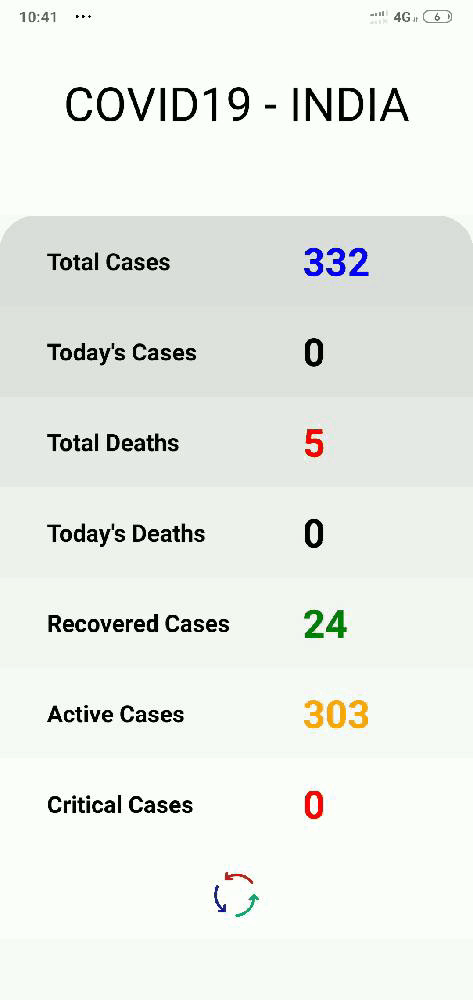 10:41 ... 4G 6
COVID19 - INDIA
Total Cases 332
Today's Cases 0
Total Deaths 5
Today's Deaths 0
Recovered Cases 24
Active Cases 303
Critical Cases 0